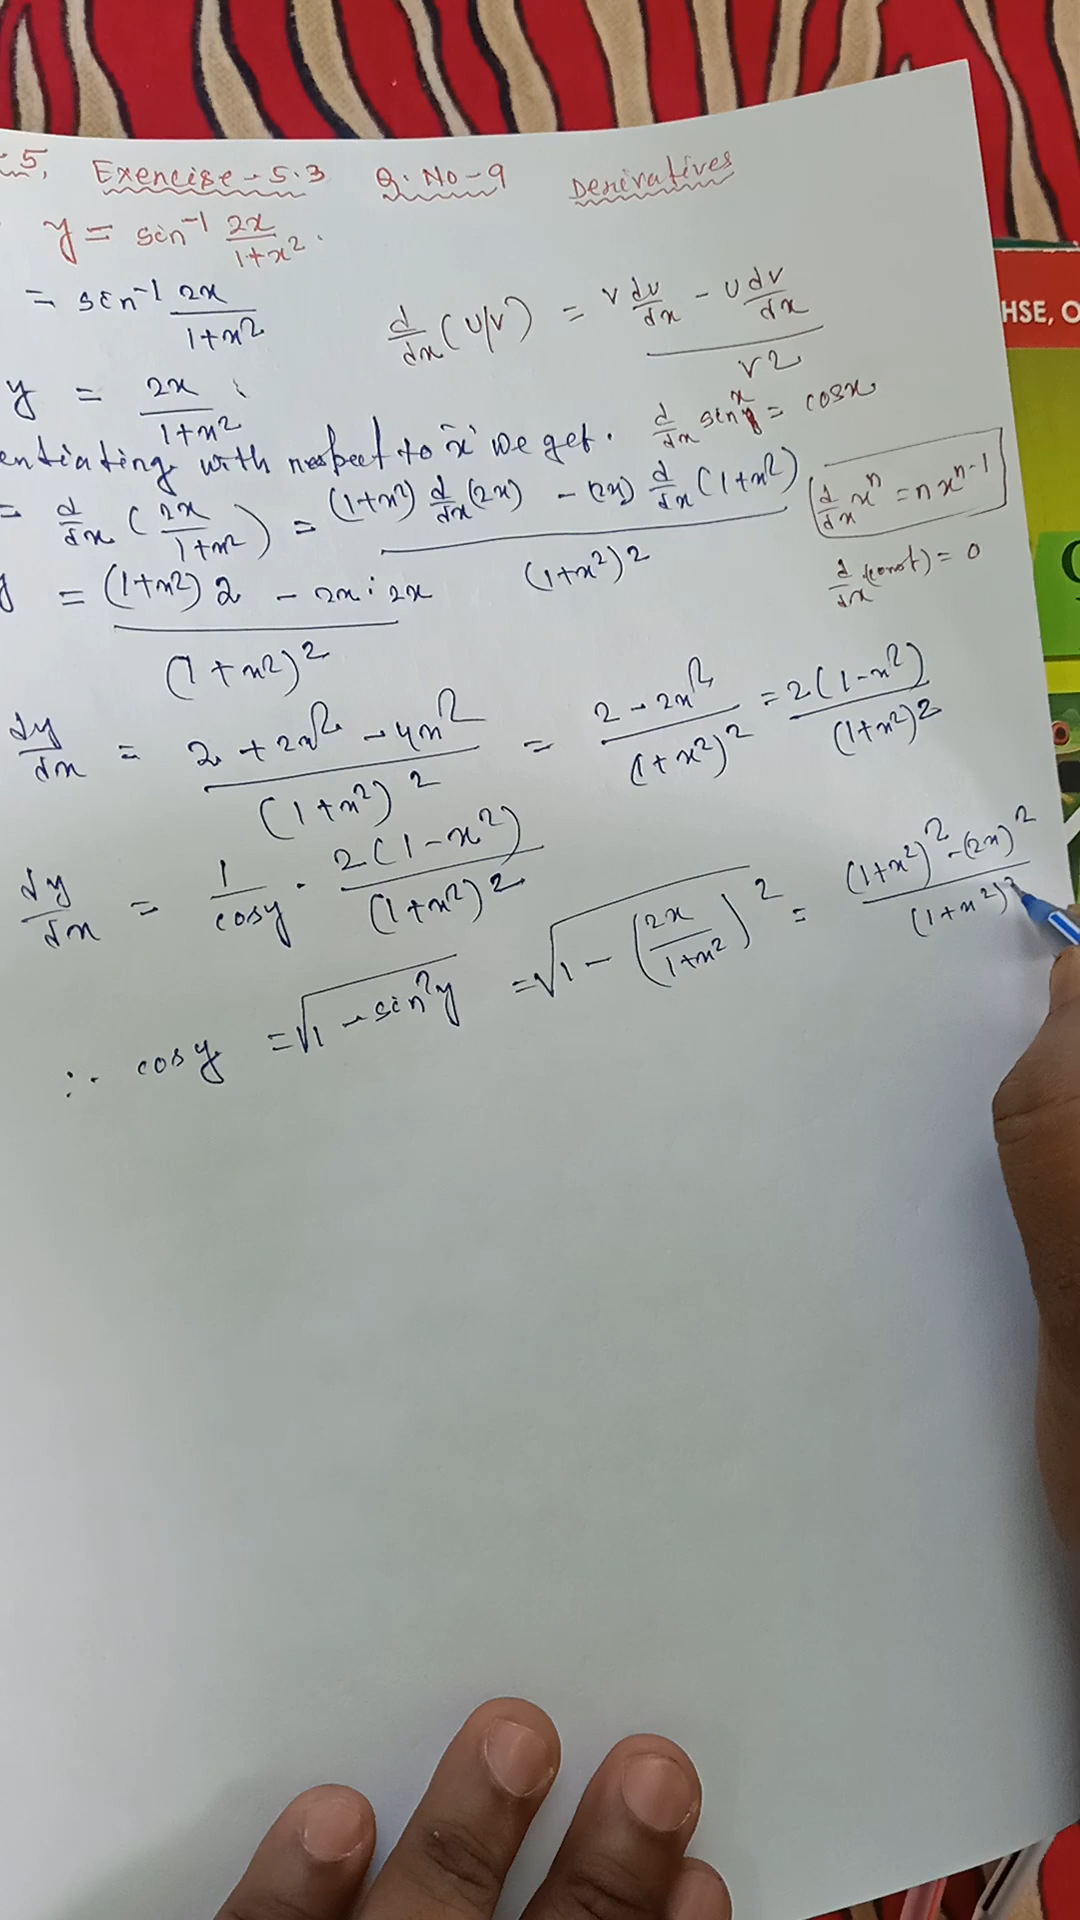 5, Exercise - 5.3 Q. No - 9 Derivatives
y = sin⁻¹ 2x/1+x².
= sin⁻¹ 2x/1+x² d/dx (U/V) = V du/dx - U dv/dx / V2
y = 2x/1+x² d/dx sin x = cosx
entiating with respect to 'x' we get.
= d/dx (2x/1+x²) = (1+x²) d/dx (2x) - (2x) d/dx (1+x²) / (1+x²)2 d/dx xⁿ = n xⁿ⁻¹
y = (1+x²) 2 - 2x . 2x / (1+x2)² d/dx (const) = 0
dy/dx = 2 + 2x² - 4x² / (1+x²)² = 2 - 2x² / (1+x²)² = 2(1-x²) / (1+x²)2
dy/dx = 1/cosy . 2(1-x²) / (1+x²)2
∴ cosy = √1 - sin²y = √1 - (2x/1+x²)² = (1+x²)² - (2x)² / (1+x²)²
HSE, O